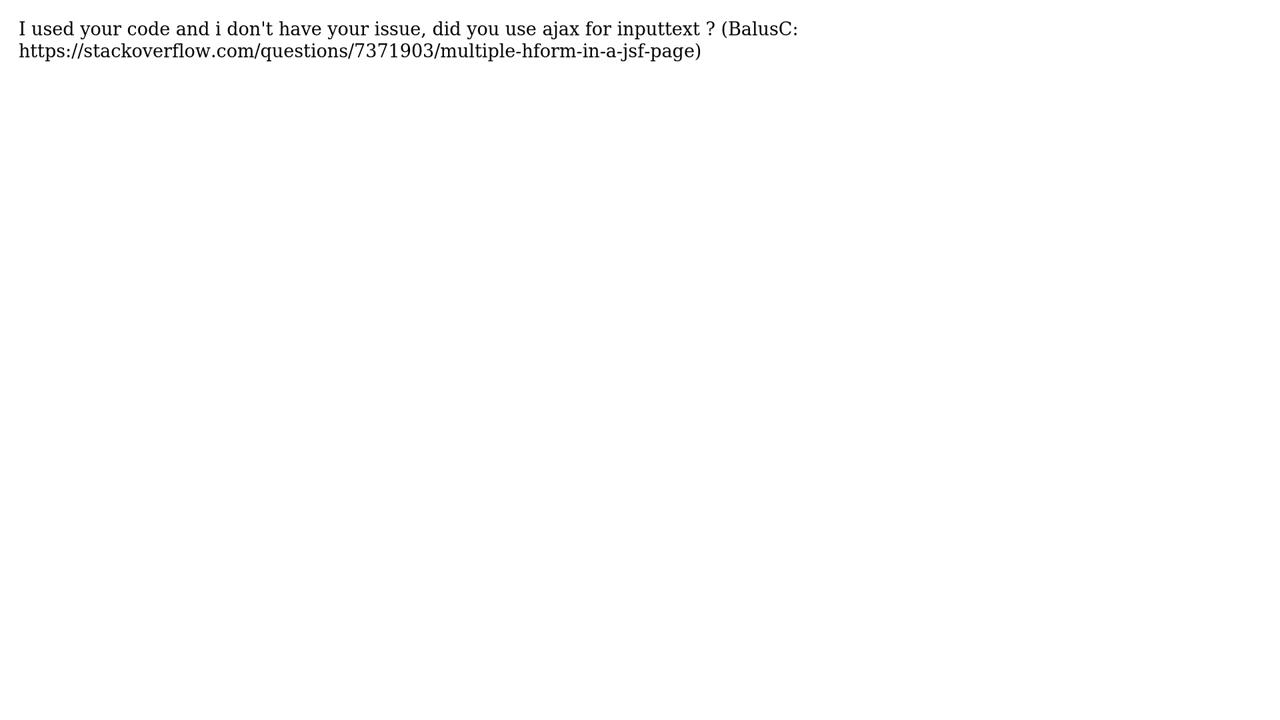 I used your code and i don't have your issue, did you use ajax for inputtext ? (BalusC:
https://stackoverflow.com/questions/7371903/multiple-hform-in-a-jsf-page)